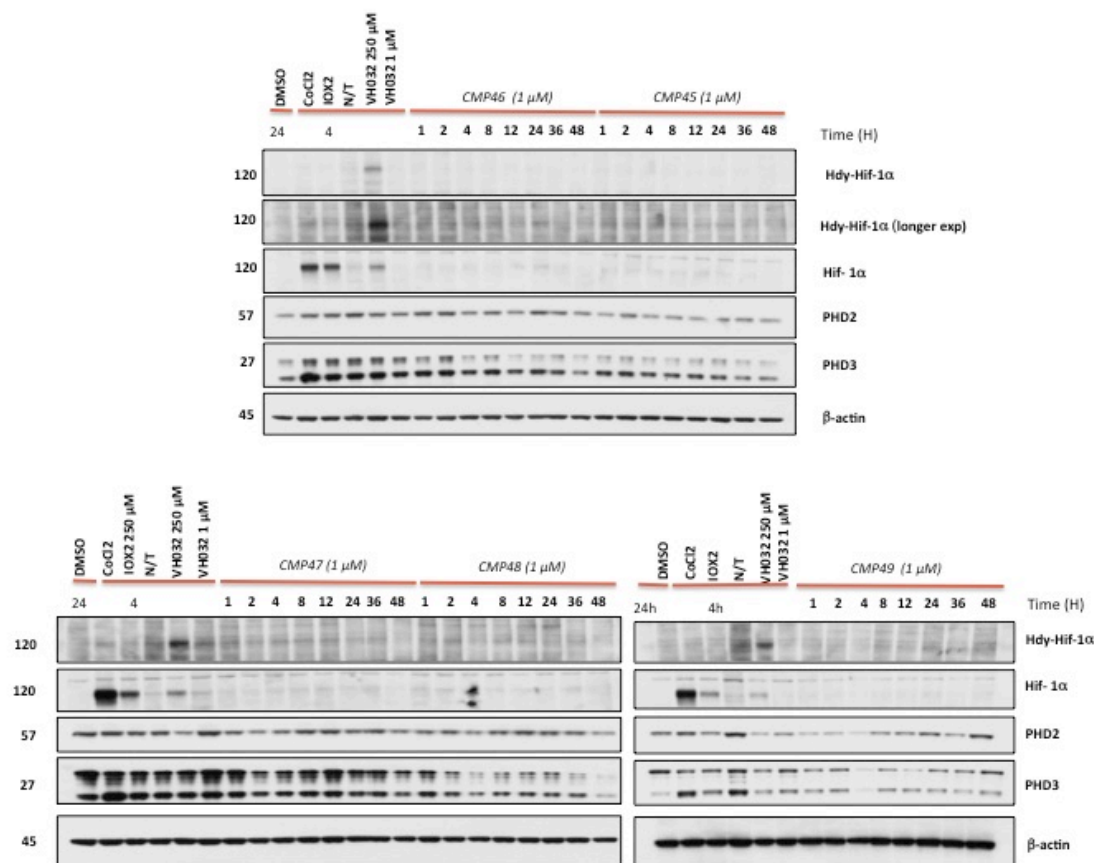 DMSO CoCl2 IOX2 N/T VH032 250 µM VH032 1 µM
CMP46 (1 µM) CMP45 (1 µM)
24 4 1 2 4 8 12 24 36 48 1 2 4 8 12 24 36 48 Time (H)
120 Hdy-Hif-1α
120 Hdy-Hif-1α (longer exp)
120 Hif- 1α
57 PHD2
27 PHD3
45 β-actin
DMSO CoCl2 IOX2 250 µM N/T VH032 250 µM VH032 1 µM
CMP47 (1 µM) CMP48 (1 µM)
24 4 1 2 4 8 12 24 36 48 1 2 4 8 12 24 36 48
DMSO CoCl2 IOX2 N/T VH032 250 µM VH032 1 µM
CMP49 (1 µM)
24h 4h 1 2 4 8 12 24 36 48 Time (H)
120 Hdy-Hif-1α
120 Hif- 1α
57 PHD2
27 PHD3
45 β-actin